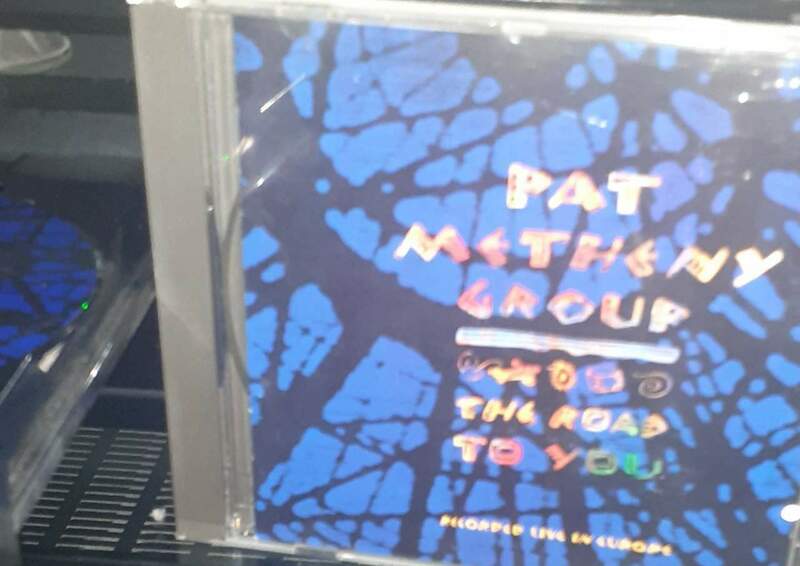 PAT
METHENY
GROUP
THE ROAD
TO YOU
RECORDED LIVE IN EUROPE